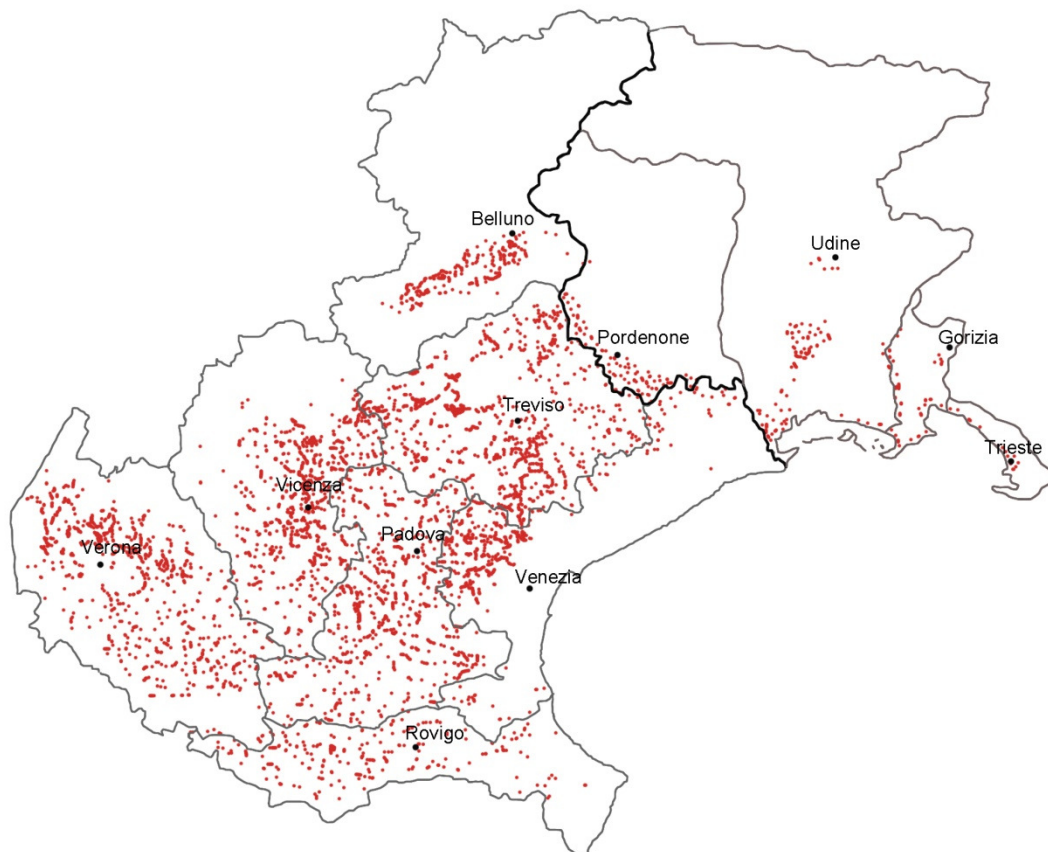 Belluno
Udine
Pordenone
Gorizia
Treviso
Trieste
Vicenza
Padova
Verona
Venezia
Rovigo